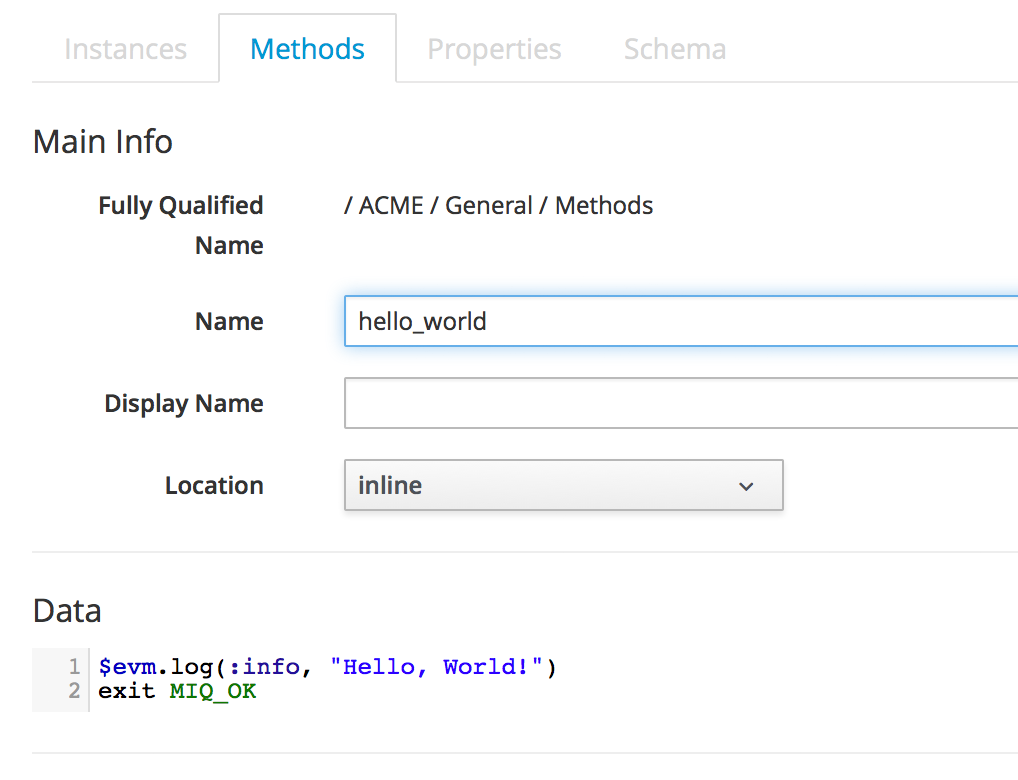 Instances Methods Properties Schema
Main Info
Fully Qualified Name / ACME / General / Methods
Name hello_world
Display Name
Location inline
Data
1 $evm.log(:info, "Hello, World!")
2 exit MIQ_OK